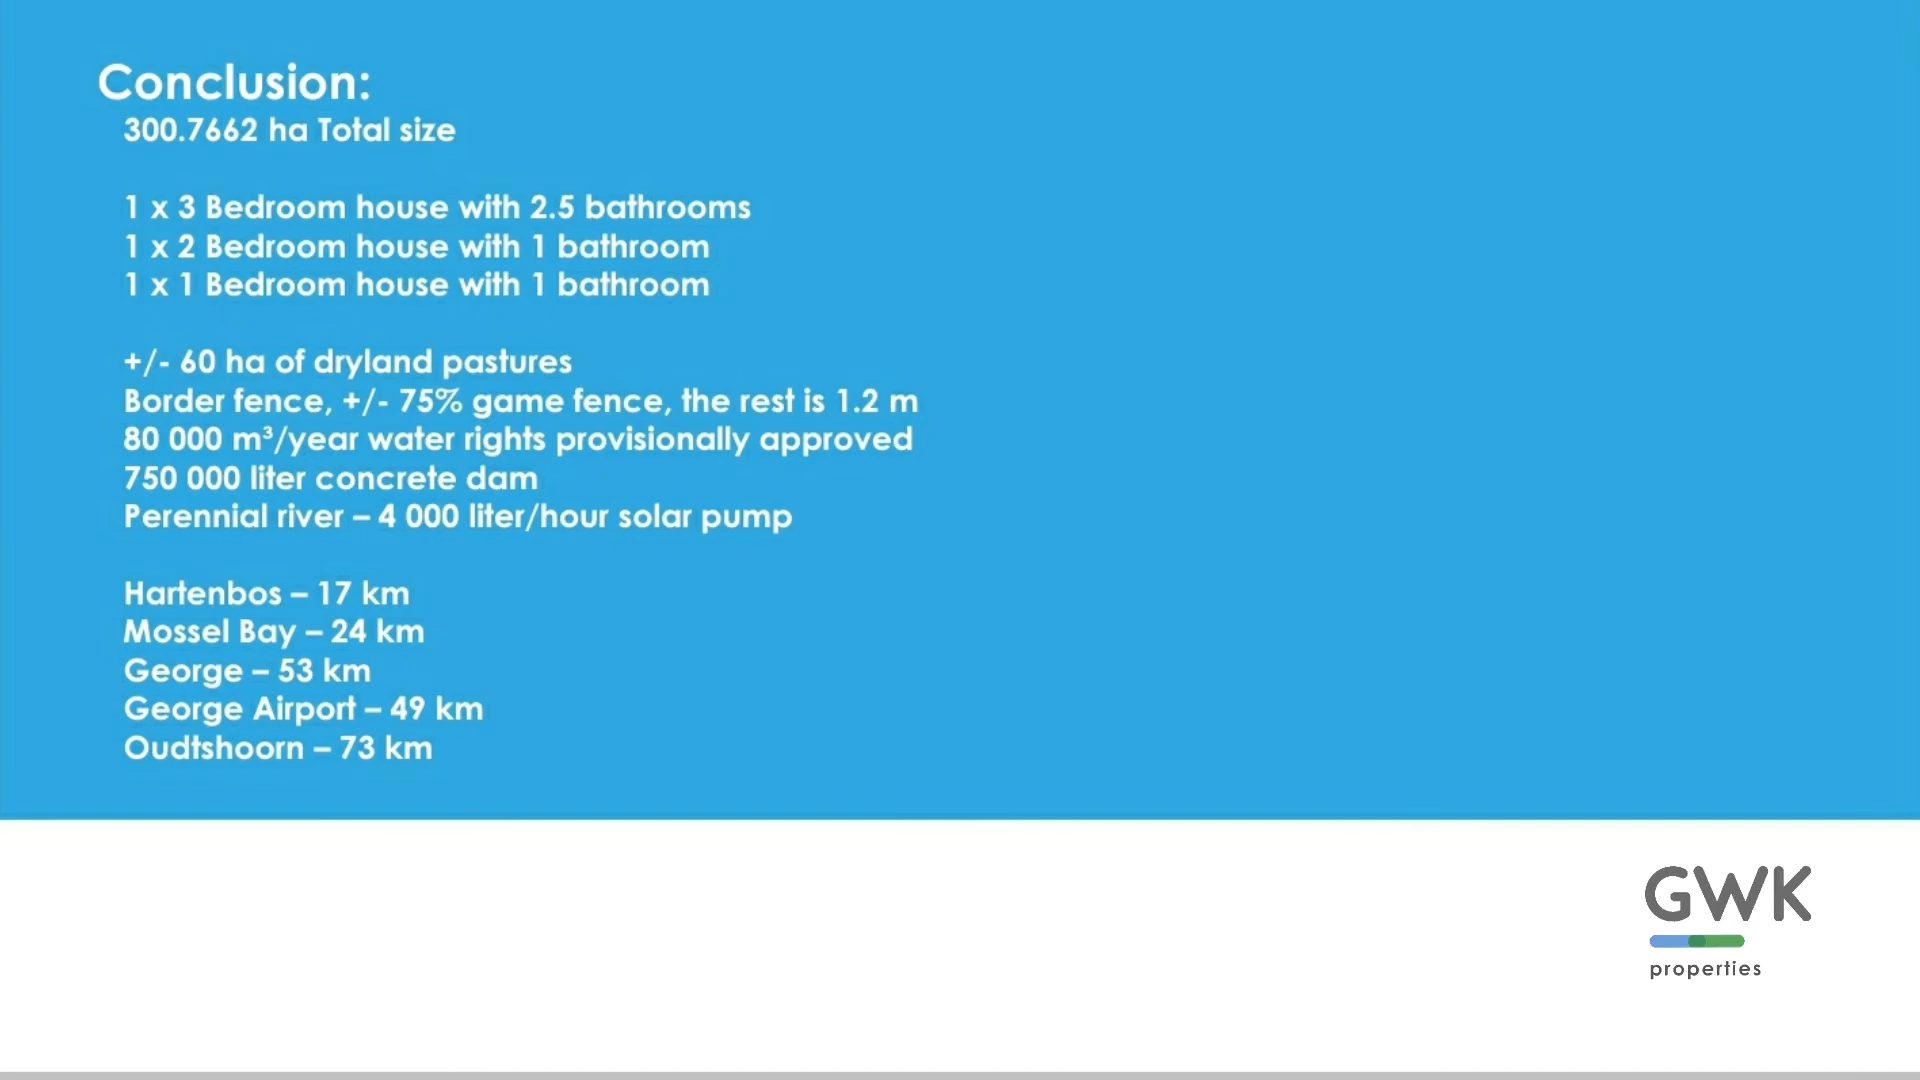 Conclusion:
300.7662 ha Total size
1 x 3 Bedroom house with 2.5 bathrooms
1 x 2 Bedroom house with 1 bathroom
1 x 1 Bedroom house with 1 bathroom
+/- 60 ha of dryland pastures
Border fence, +/- 75% game fence, the rest is 1.2 m
80 000 m³/year water rights provisionally approved
750 000 liter concrete dam
Perennial river – 4 000 liter/hour solar pump
Hartenbos – 17 km
Mossel Bay – 24 km
George – 53 km
George Airport – 49 km
Oudtshoorn – 73 km
GWK
properties